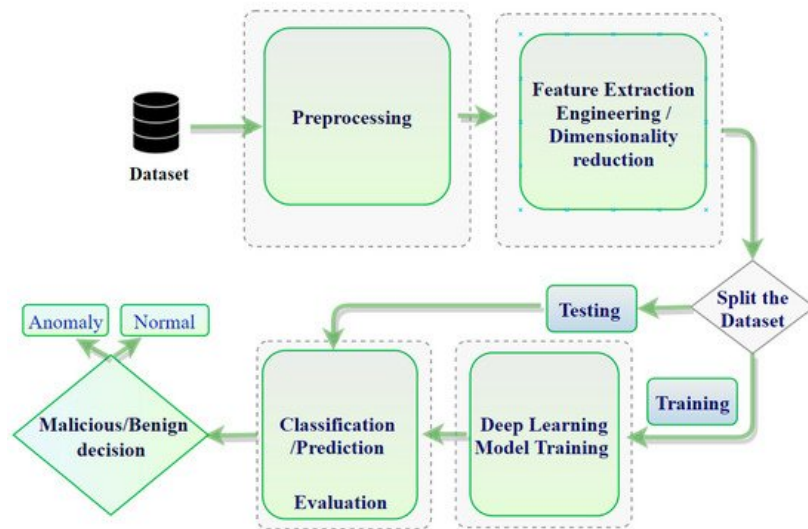 Dataset
Preprocessing
Feature Extraction
Engineering /
Dimensionality
reduction
Split the
Dataset
Testing
Training
Deep Learning
Model Training
Classification
/Prediction
Evaluation
Malicious/Benign
decision
Anomaly
Normal